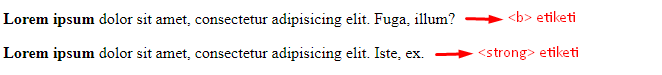 Lorem ipsum dolor sit amet, consectetur adipisicing elit. Fuga, illum? <b> etiketi
Lorem ipsum dolor sit amet, consectetur adipisicing elit. Iste, ex. <strong> etiketi